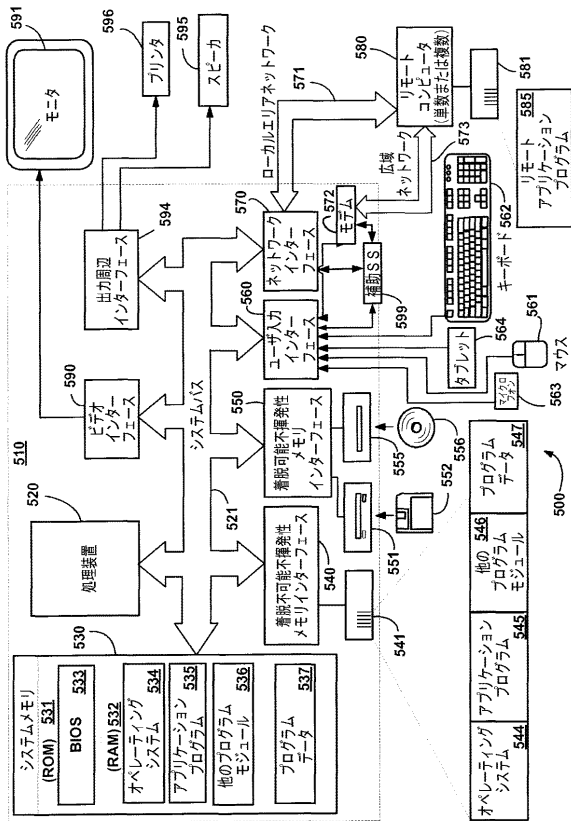 システムメモリ
(ROM) 531
BIOS 533
(RAM) 532
オペレーティング
システム 534
アプリケーション
プログラム 535
他のプログラム
モジュール 536
プログラム
データ 537
530
510
520
処理装置
システムバス
521
590
ビデオインター
フェース
出力周辺
インターフェース
594
591
モニタ
596
プリンタ
595
スピーカ
着脱不可能不揮発性
メモリインターフェース
540
541
550
着脱可能不揮発性
メモリ
インターフェース
551
552
555
556
560
ユーザ入力
インター
フェース
570
ネットワーク
インター
フェース
ローカルエリアネットワーク
571
572
モデム
補助SS
599
広域
ネットワーク
573
580
リモート
コンピュータ
(単数または複数)
581
585
リモート
アプリケーション
プログラム
キーボード 562
564
タブレット
マイクロ
フォン
563
561
マウス
オペレーティング
システム 544
アプリケーション
プログラム 545
他のプログラム
モジュール 546
プログラム
データ 547
500